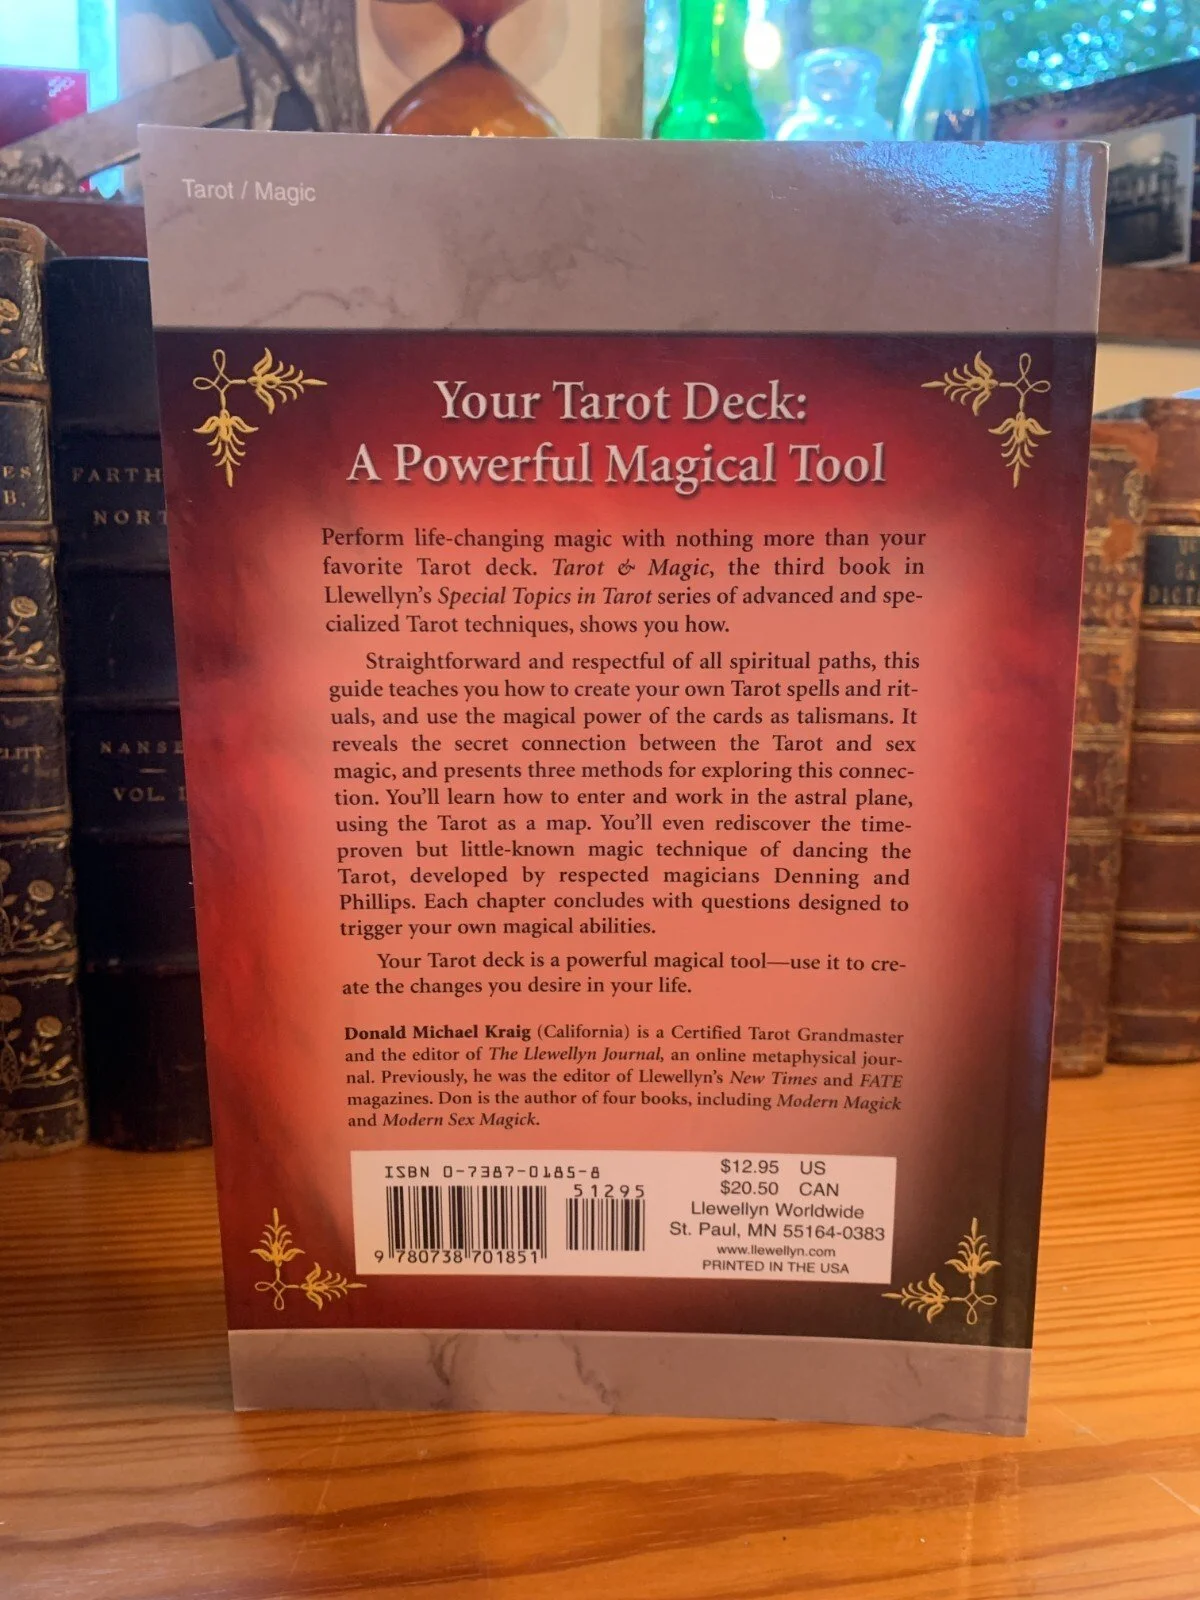 Tarot / Magic
Your Tarot Deck:
A Powerful Magical Tool
Perform life-changing magic with nothing more than your
favorite Tarot deck. Tarot & Magic, the third book in
Llewellyn's Special Topics in Tarot series of advanced and spe-
cialized Tarot techniques, shows you how.
Straightforward and respectful of all spiritual paths, this
guide teaches you how to create your own Tarot spells and rit-
uals, and use the magical power of the cards as talismans. It
reveals the secret connection between the Tarot and sex
magic, and presents three methods for exploring this connec-
tion. You'll learn how to enter and work in the astral plane,
using the Tarot as a map. You'll even rediscover the time-
proven but little-known magic technique of dancing the
Tarot, developed by respected magicians Denning and
Phillips. Each chapter concludes with questions designed to
trigger your own magical abilities.
Your Tarot deck is a powerful magical tool—use it to cre-
ate the changes you desire in your life.
Donald Michael Kraig (California) is a Certified Tarot Grandmaster
and the editor of The Llewellyn Journal, an online metaphysical jour-
nal. Previously, he was the editor of Llewellyn's New Times and FATE
magazines. Don is the author of four books, including Modern Magick
and Modern Sex Magick.
ISBN 0-7387-0185-8
51295
9 780738 701851
$12.95 US
$20.50 CAN
Llewellyn Worldwide
St. Paul, MN 55164-0383
www.llewellyn.com
PRINTED IN THE USA
FARTH
NORT
NANSE
VOL. I